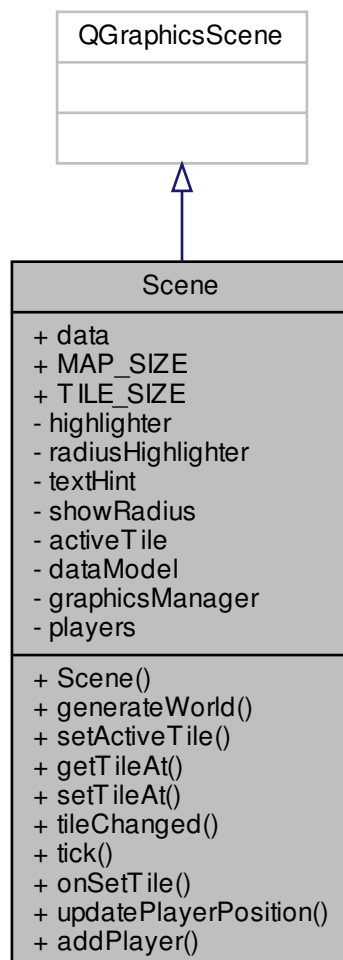 QGraphicsScene
Scene
+ data
+ MAP_SIZE
+ TILE_SIZE
- highlighter
- radiusHighlighter
- textHint
- showRadius
- activeTile
- dataModel
- graphicsManager
- players
+ Scene()
+ generateWorld()
+ setActiveTile()
+ getTileAt()
+ setTileAt()
+ tileChanged()
+ tick()
+ onSetTile()
+ updatePlayerPosition()
+ addPlayer()